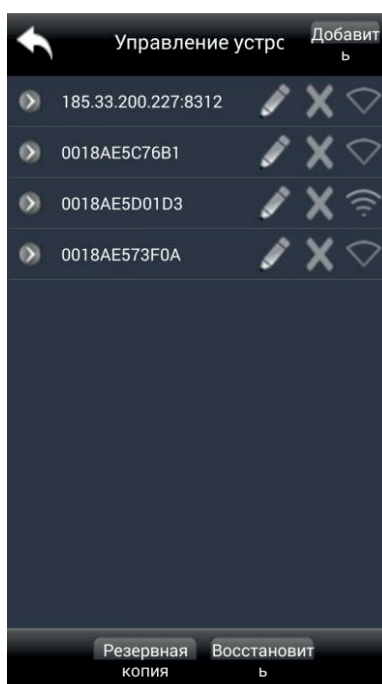 Управление устрс
Добавит
ь
185.33.200.227:8312
0018AE5C76B1
0018AE5D01D3
0018AE573F0A
Резервная
копия
Восстановит
ь